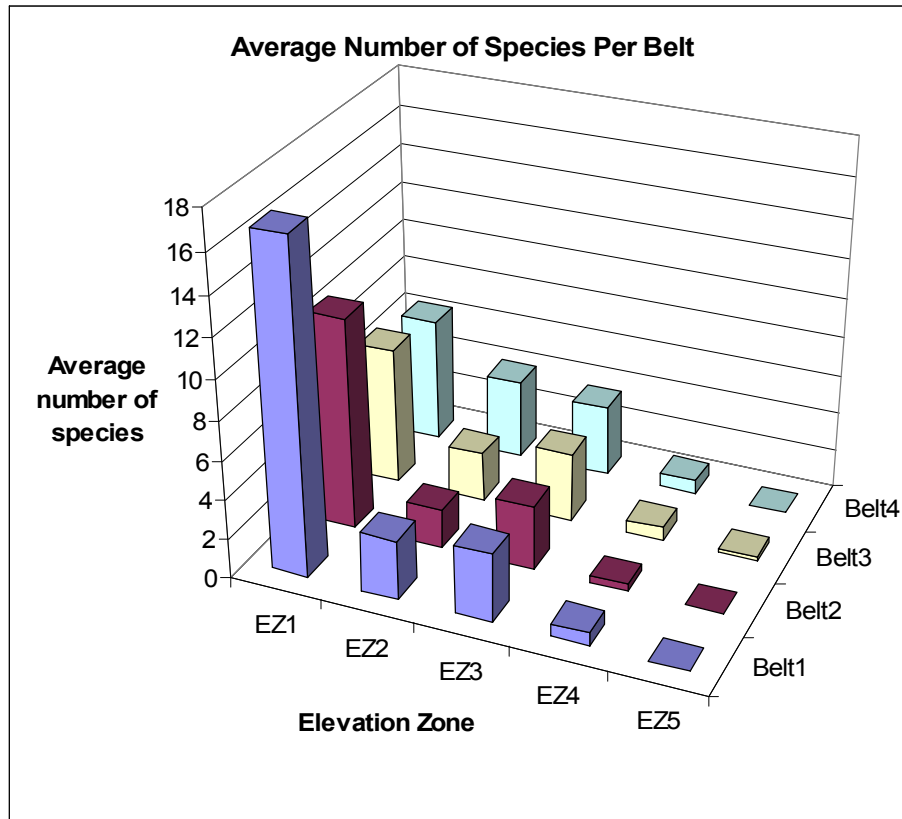 Average Number of Species Per Belt
18
16
14
12
10
8
6
4
2
0
Average
number of
species
EZ1
EZ2
EZ3
EZ4
EZ5
Elevation Zone
Belt4
Belt3
Belt2
Belt1